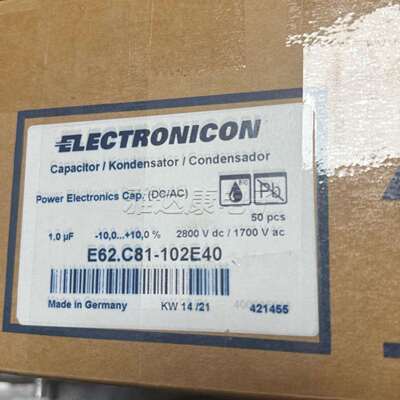 ELECTRONICON
Capacitor / Kondensator / Condensador
Power Electronics Cap. (DC/AC)
Pb
50 pcs
1.0 µF -10,0...+10,0 % 2800 V dc / 1700 V ac
E62.C81-102E40
Made in Germany KW 14 /21 421455